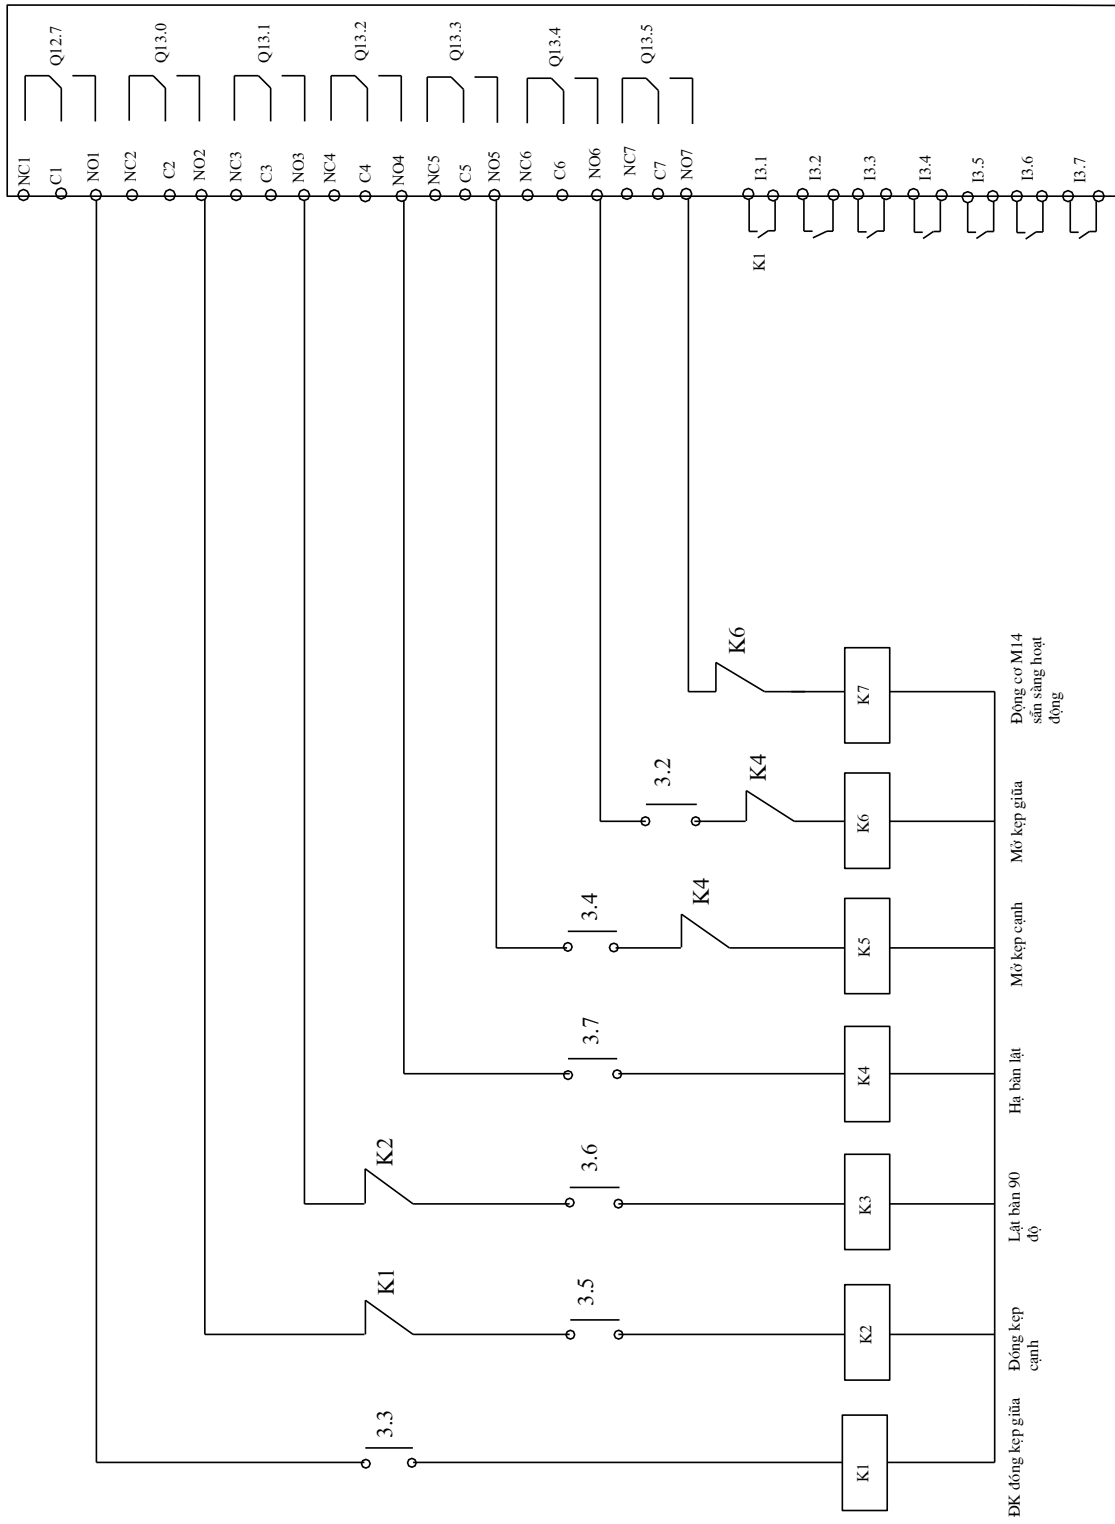 Q12.7
Q13.0
Q13.1
Q13.2
Q13.3
Q13.4
Q13.5
NC1
C1
NO1
NC2
C2
NO2
NC3
C3
NO3
NC4
C4
NO4
NC5
C5
NO5
NC6
C6
NO6
NC7
C7
NO7
I3.1
I3.2
I3.3
I3.4
I3.5
I3.6
I3.7
K1
3.3
K1
K2
3.5
3.6
3.7
3.4
K4
3.2
K4
K6
K1
K2
K3
K4
K5
K6
K7
ĐK đóng kẹp giữa
Đóng kẹp
cạnh
Lật bàn 90
độ
Hạ bàn lật
Mở kẹp cạnh
Mở kẹp giữa
Động cơ M14
sẵn sàng hoạt
động